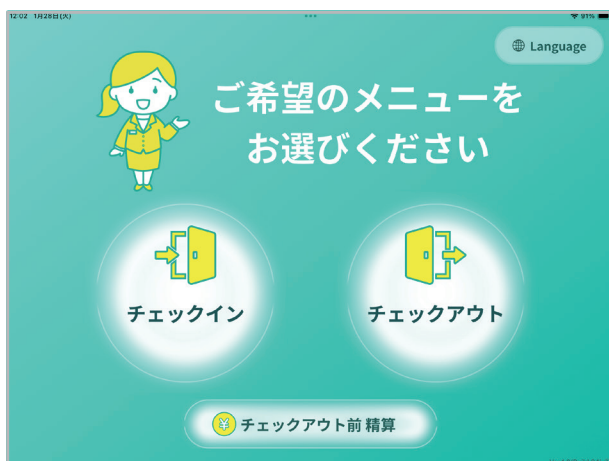 12:02 1月28日(火)
91%
Language
ご希望のメニューを
お選びください
チェックイン
チェックアウト
¥ チェックアウト前 精算